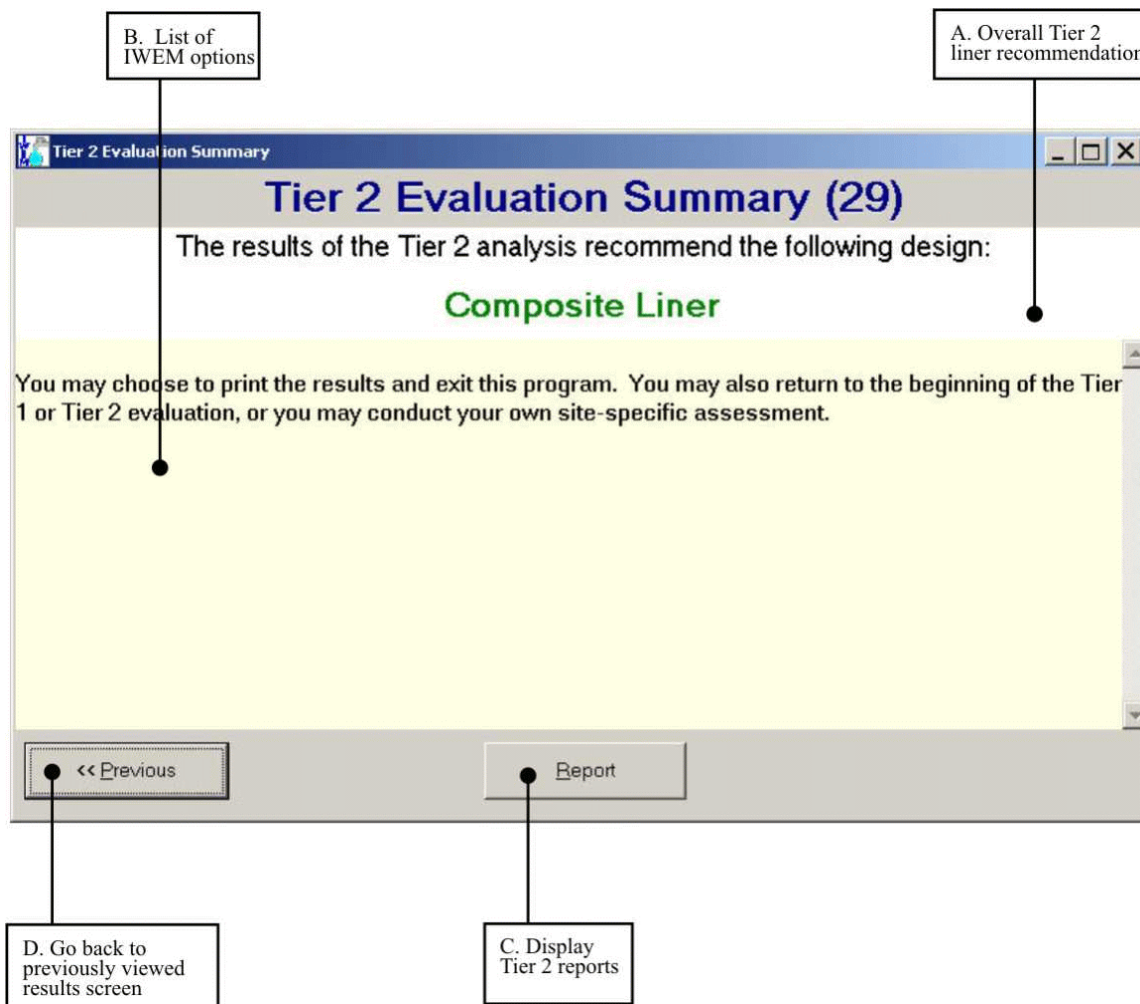 B. List of
IWEM options
A. Overall Tier 2
liner recommendation
Tier 2 Evaluation Summary
Tier 2 Evaluation Summary (29)
The results of the Tier 2 analysis recommend the following design:
Composite Liner
You may choose to print the results and exit this program. You may also return to the beginning of the Tier
1 or Tier 2 evaluation, or you may conduct your own site-specific assessment.
<< Previous
Report
D. Go back to
previously viewed
results screen
C. Display
Tier 2 reports